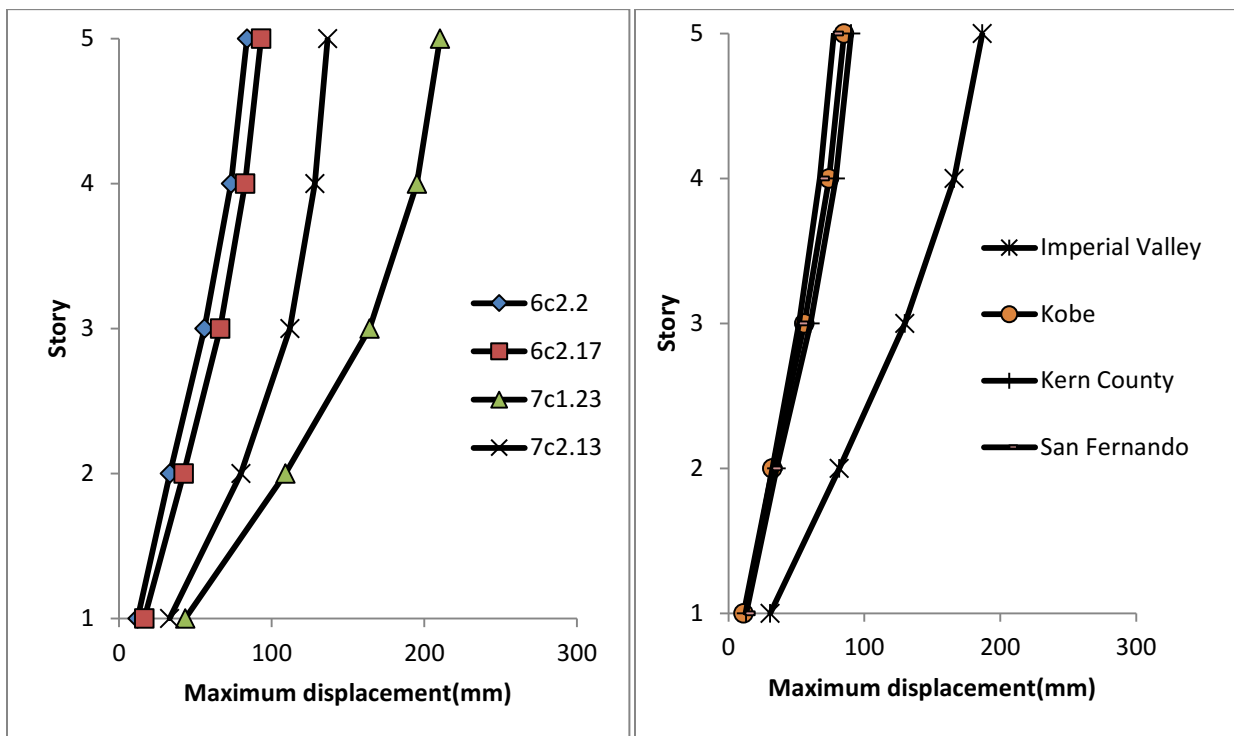 5
4
3
2
1
Story
0
100
200
300
Maximum displacement(mm)
6c2.2
6c2.17
7c1.23
7c2.13
5
4
3
2
1
Story
0
100
200
300
Maximum displacement(mm)
Imperial Valley
Kobe
Kern County
San Fernando